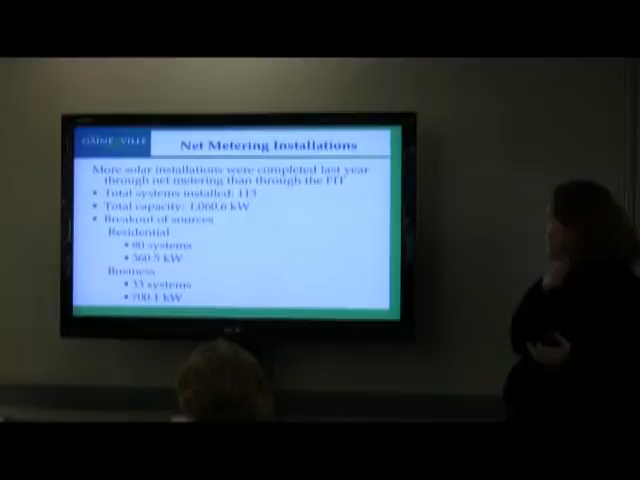 GAINESVILLE
Net Metering Installations
More solar installations were completed last year
through net metering than through the FIT
• Total systems installed: 113
• Total capacity: 1,060.6 kW
• Breakout of sources
Residential
• 80 systems
• 360.5 kW
Business
• 33 systems
• 700.1 kW